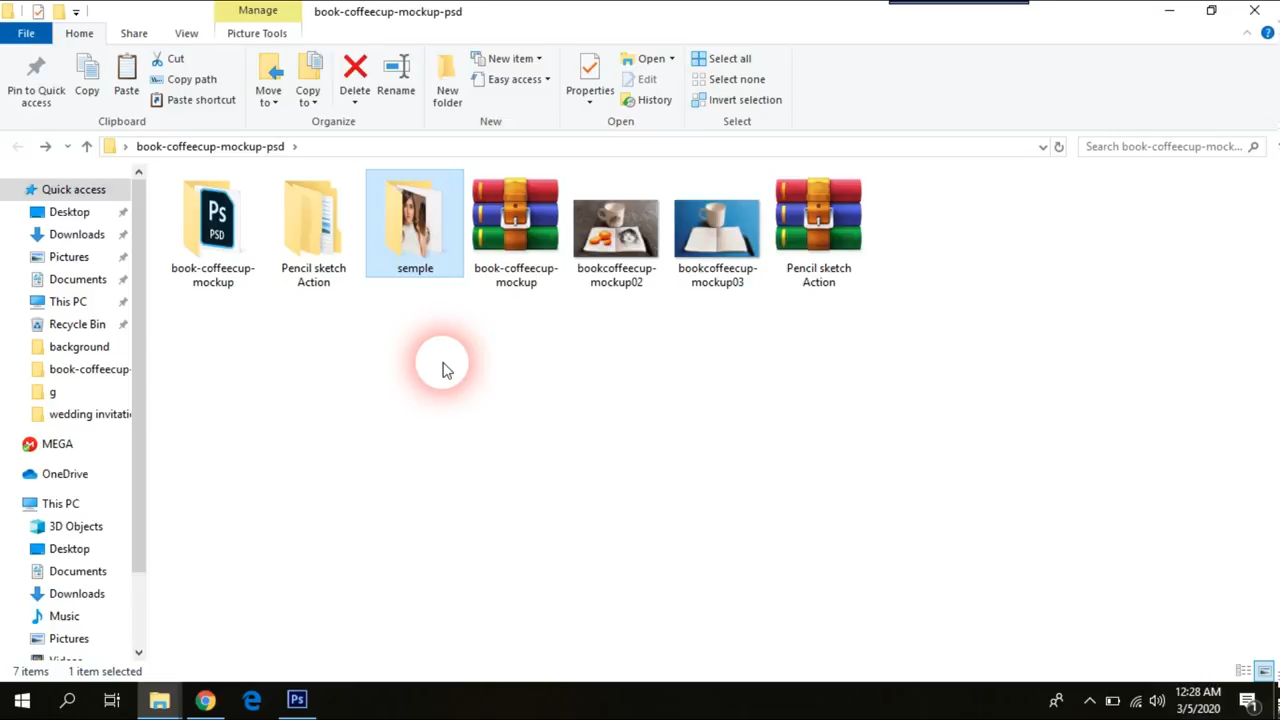 Manage
book-coffeecup-mockup-psd
File
Home
Share
View
Picture Tools
Pin to Quick
access
Copy
Paste
Cut
Copy path
Paste shortcut
Move
to
Copy
to
Delete
Rename
New
folder
New item
Easy access
Properties
Open
Edit
History
Select all
Select none
Invert selection
Clipboard
Organize
New
Open
Select
book-coffeecup-mockup-psd
Search book-coffeecup-mock...
Quick access
Desktop
Downloads
Pictures
Documents
This PC
Recycle Bin
background
book-coffeecup-
g
wedding invitati
MEGA
OneDrive
This PC
3D Objects
Desktop
Documents
Downloads
Music
Pictures
Ps
PSD
book-coffeecup-
mockup
Pencil sketch
Action
semple
book-coffeecup-
mockup
bookcoffeecup-
mockup02
bookcoffeecup-
mockup03
Pencil sketch
Action
7 items
1 item selected
Ps
12:28 AM
3/5/2020
1